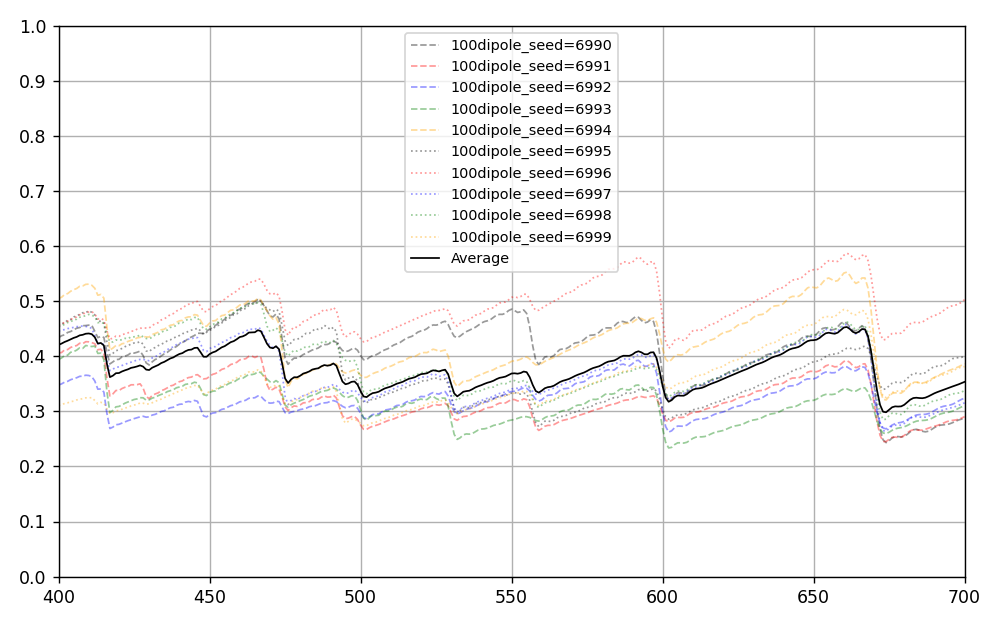 1.0
0.9
0.8
0.7
0.6
0.5
0.4
0.3
0.2
0.1
0.0
400 450 500 550 600 650 700
100dipole_seed=6990
100dipole_seed=6991
100dipole_seed=6992
100dipole_seed=6993
100dipole_seed=6994
100dipole_seed=6995
100dipole_seed=6996
100dipole_seed=6997
100dipole_seed=6998
100dipole_seed=6999
Average